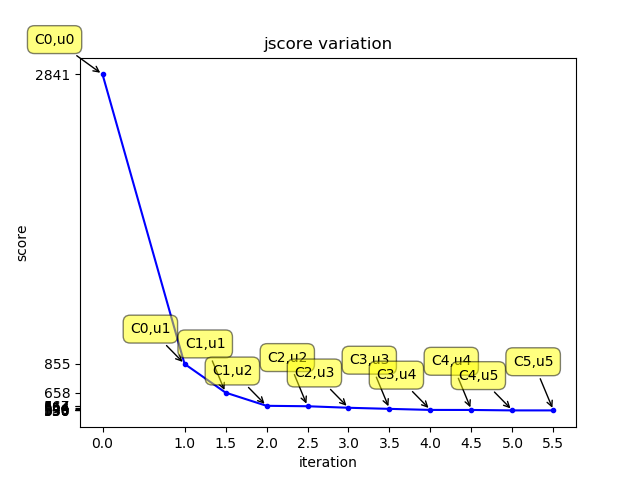 jscore variation
C0,u0
C0,u1
C1,u1
C1,u2
C2,u2
C2,u3
C3,u3
C3,u4
C4,u4
C4,u5
C5,u5
score
2841
855
658
0.0 1.0 1.5 2.0 2.5 3.0 3.5 4.0 4.5 5.0 5.5
iteration